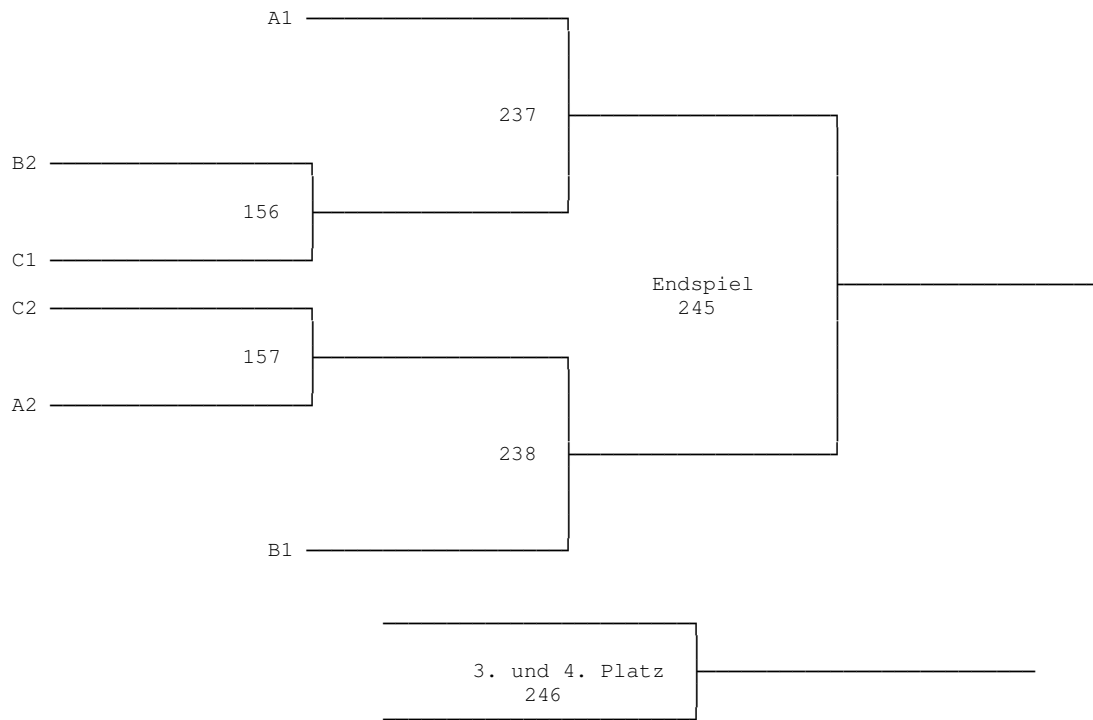 A1
237
B2
156
C1
Endspiel
C2
245
157
A2
238
B1
3. und 4. Platz
246